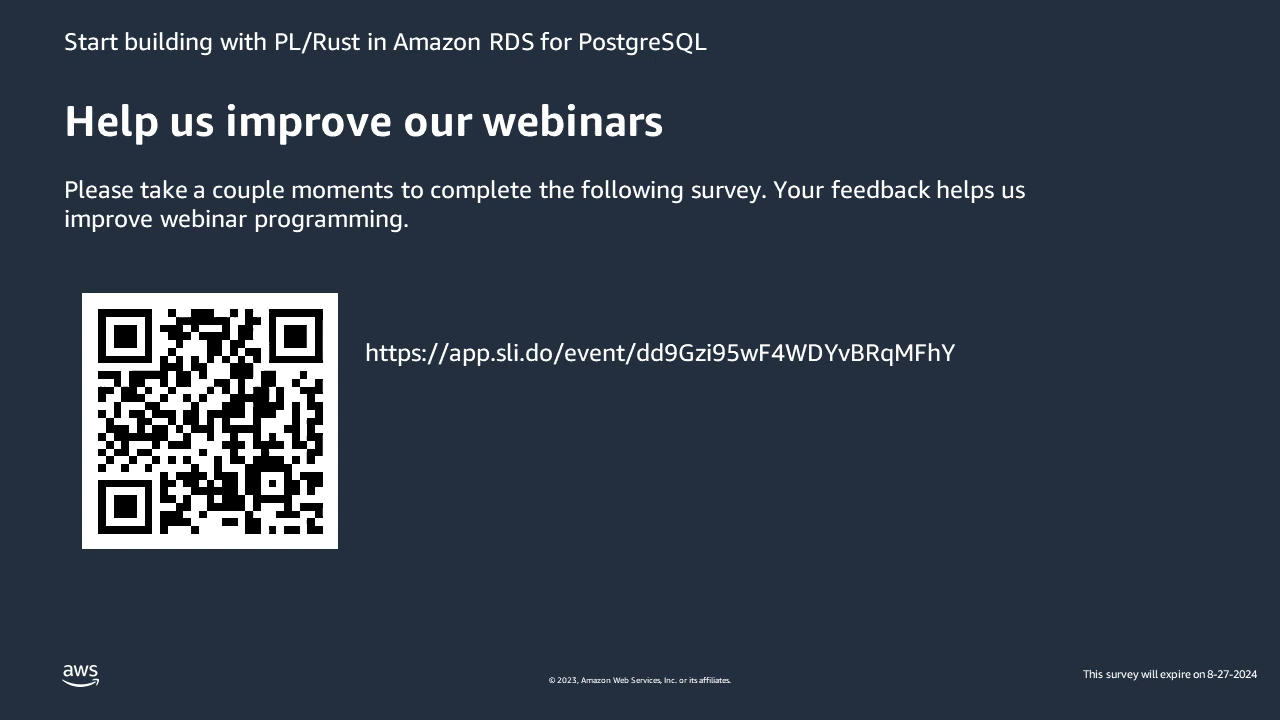 Start building with PL/Rust in Amazon RDS for PostgreSQL
Help us improve our webinars
Please take a couple moments to complete the following survey. Your feedback helps us
improve webinar programming.
https://app.sli.do/event/dd9Gzi95wF4WDYvBRqMFhY
aws
© 2023, Amazon Web Services, Inc. or its affiliates.
This survey will expire on 8-27-2024